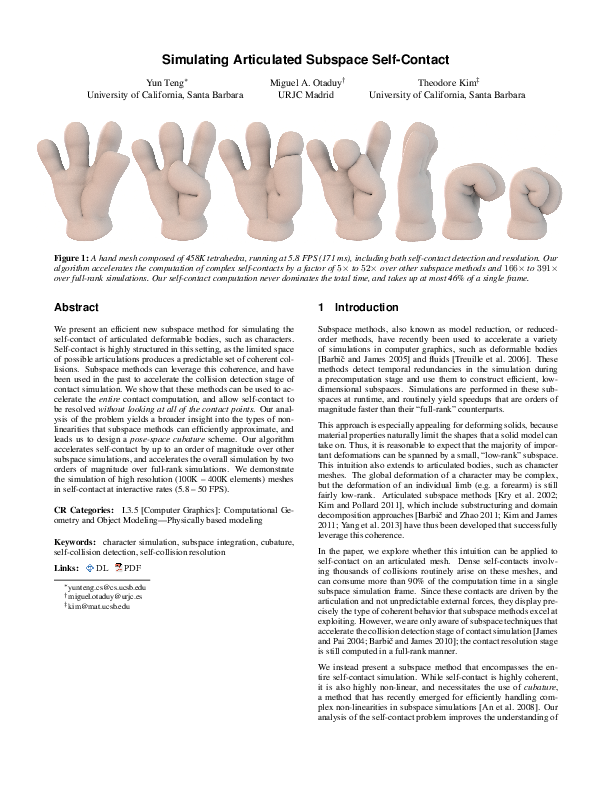 Simulating Articulated Subspace Self-Contact
Yun Teng*
University of California, Santa Barbara
Miguel A. Otaduy†
URJC Madrid
Theodore Kim‡
University of California, Santa Barbara
Figure 1: A hand mesh composed of 458K tetrahedra, running at 5.8 FPS (171 ms), including both self-contact detection and resolution. Our
algorithm accelerates the computation of complex self-contacts by a factor of 5× to 52× over other subspace methods and 166× to 391×
over full-rank simulations. Our self-contact computation never dominates the total time, and takes up at most 46% of a single frame.
Abstract
We present an efficient new subspace method for simulating the
self-contact of articulated deformable bodies, such as characters.
Self-contact is highly structured in this setting, as the limited space
of possible articulations produces a predictable set of coherent col-
lisions. Subspace methods can leverage this coherence, and have
been used in the past to accelerate the collision detection stage of
contact simulation. We show that these methods can be used to ac-
celerate the entire contact computation, and allow self-contact to
be resolved without looking at all of the contact points. Our anal-
ysis of the problem yields a broader insight into the types of non-
linearities that subspace methods can efficiently approximate, and
leads us to design a pose-space cubature scheme. Our algorithm
accelerates self-contact by up to an order of magnitude over other
subspace simulations, and accelerates the overall simulation by two
orders of magnitude over full-rank simulations. We demonstrate
the simulation of high resolution (100K – 400K elements) meshes
in self-contact at interactive rates (5.8 – 50 FPS).
CR Categories: I.3.5 [Computer Graphics]: Computational Ge-
ometry and Object Modeling—Physically based modeling
Keywords: character simulation, subspace integration, cubature,
self-collision detection, self-collision resolution
Links: DL PDF
*yunteng.cs@cs.ucsb.edu
†miguel.otaduy@urjc.es
‡kim@mat.ucsb.edu
1 Introduction
Subspace methods, also known as model reduction, or reduced-
order methods, have recently been used to accelerate a variety
of simulations in computer graphics, such as deformable bodies
[Barbič and James 2005] and fluids [Treuille et al. 2006]. These
methods detect temporal redundancies in the simulation during
a precomputation stage and use them to construct efficient, low-
dimensional subspaces. Simulations are performed in these sub-
spaces at runtime, and routinely yield speedups that are orders of
magnitude faster than their “full-rank” counterparts.
This approach is especially appealing for deforming solids, because
material properties naturally limit the shapes that a solid model can
take on. Thus, it is reasonable to expect that the majority of impor-
tant deformations can be spanned by a small, “low-rank” subspace.
This intuition also extends to articulated bodies, such as character
meshes. The global deformation of a character may be complex,
but the deformation of an individual limb (e.g. a forearm) is still
fairly low-rank. Articulated subspace methods [Kry et al. 2002;
Kim and Pollard 2011], which include substructuring and domain
decomposition approaches [Barbič and Zhao 2011; Kim and James
2011; Yang et al. 2013] have thus been developed that successfully
leverage this coherence.
In the paper, we explore whether this intuition can be applied to
self-contact on an articulated mesh. Dense self-contacts involv-
ing thousands of collisions routinely arise on these meshes, and
can consume more than 90% of the computation time in a single
subspace simulation frame. Since these contacts are driven by the
articulation and not unpredictable external forces, they display pre-
cisely the type of coherent behavior that subspace methods excel at
exploiting. However, we are only aware of subspace techniques that
accelerate the collision detection stage of contact simulation [James
and Pai 2004; Barbič and James 2010]; the contact resolution stage
is still computed in a full-rank manner.
We instead present a subspace method that encompasses the en-
tire self-contact simulation. While self-contact is highly coherent,
it is also highly non-linear, and necessitates the use of cubature,
a method that has recently emerged for efficiently handling com-
plex non-linearities in subspace simulations [An et al. 2008]. Our
analysis of the self-contact problem improves the understanding of